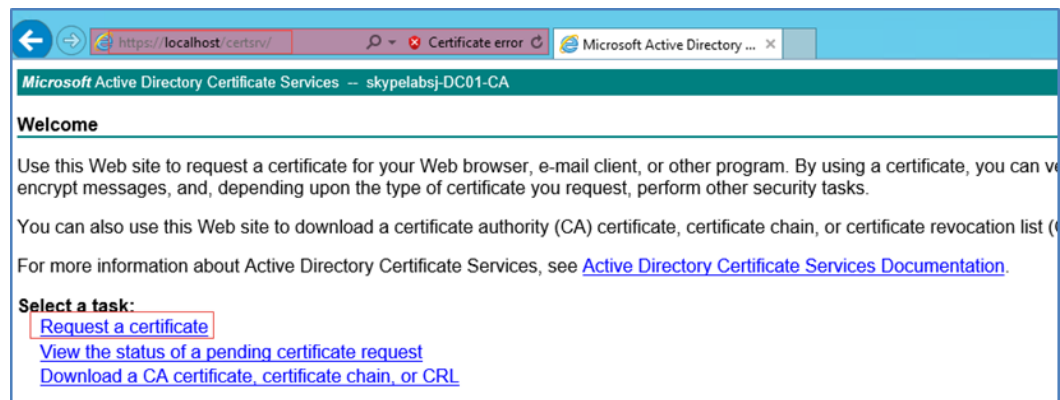 https://localhost/certsrv/ Certificate error Microsoft Active Directory ...
Microsoft Active Directory Certificate Services -- skypelabsj-DC01-CA
Welcome
Use this Web site to request a certificate for your Web browser, e-mail client, or other program. By using a certificate, you can
encrypt messages, and, depending upon the type of certificate you request, perform other security tasks.
You can also use this Web site to download a certificate authority (CA) certificate, certificate chain, or certificate revocation list
For more information about Active Directory Certificate Services, see Active Directory Certificate Services Documentation.
Select a task:
Request a certificate
View the status of a pending certificate request
Download a CA certificate, certificate chain, or CRL